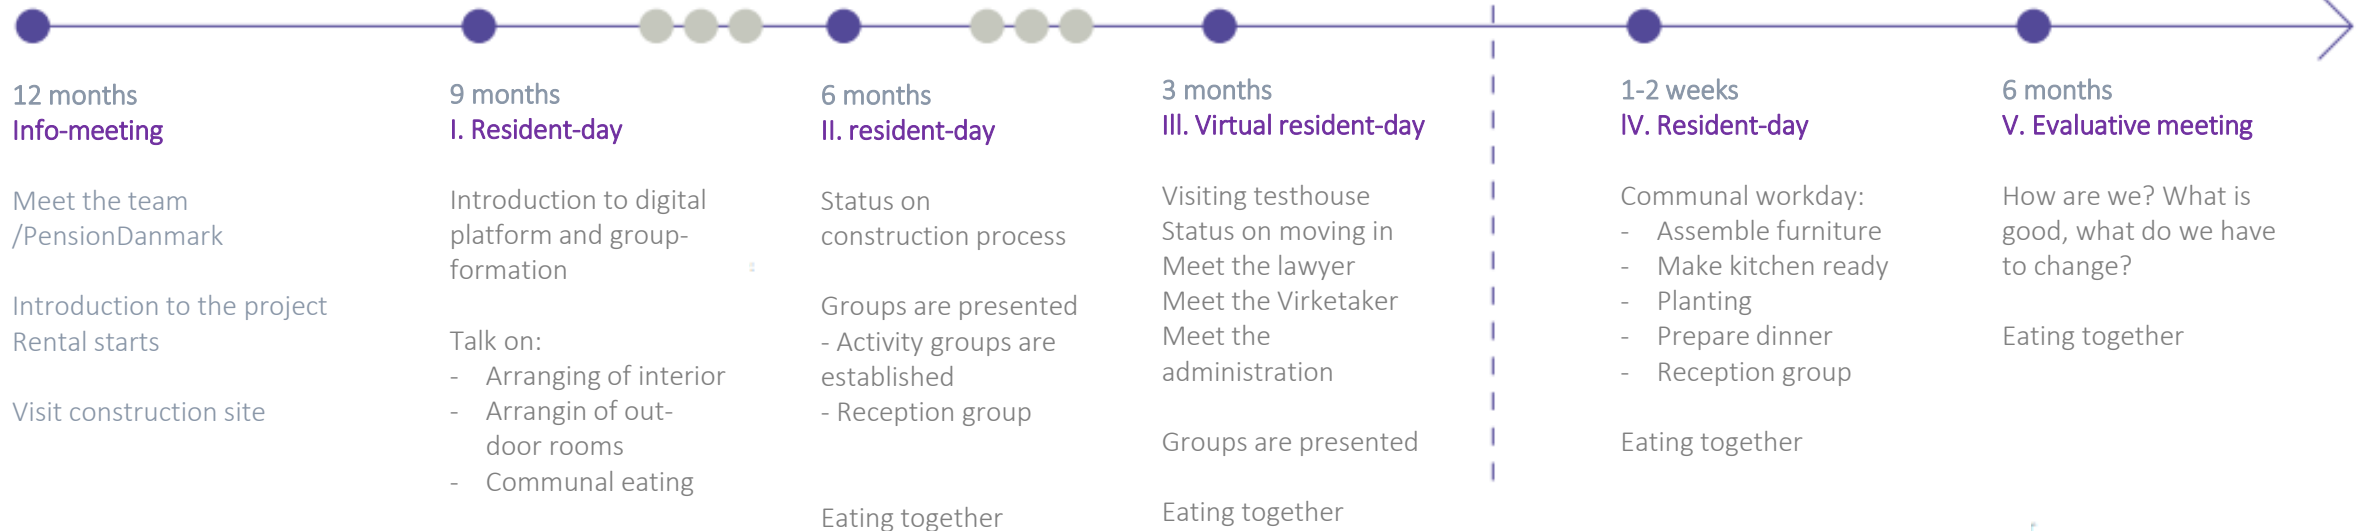 12 months
Info-meeting
Meet the team
/PensionDanmark
Introduction to the project
Rental starts
Visit construction site
9 months
I. Resident-day
Introduction to digital
platform and group-
formation
Talk on:
- Arranging of interior
- Arrangin of out-
door rooms
- Communal eating
6 months
II. resident-day
Status on
construction process
Groups are presented
- Activity groups are
established
- Reception group
Eating together
3 months
III. Virtual resident-day
Visiting testhouse
Status on moving in
Meet the lawyer
Meet the Virketaker
Meet the
administration
Groups are presented
Eating together
1-2 weeks
lV. Resident-day
Communal workday:
- Assemble furniture
- Make kitchen ready
- Planting
- Prepare dinner
- Reception group
Eating together
6 months
V. Evaluative meeting
How are we? What is
good, what do we have
to change?
Eating together